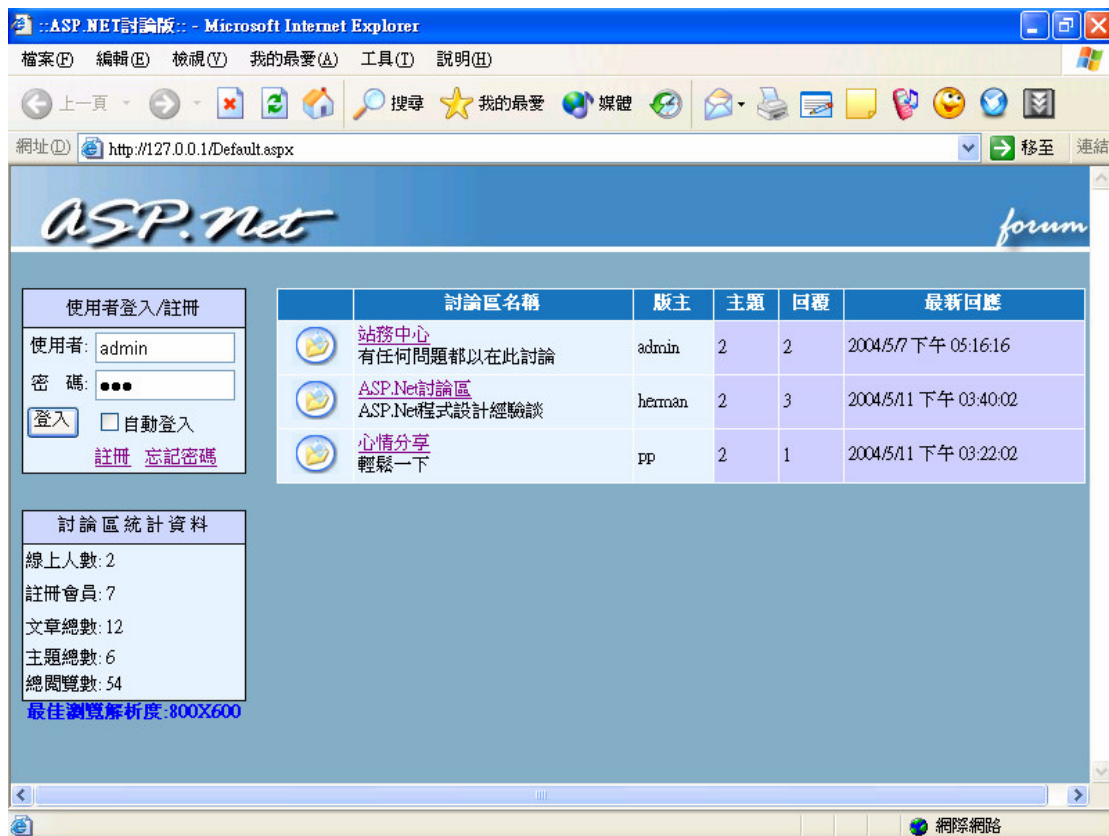 ::ASP.NET討論版:: - Microsoft Internet Explorer
檔案(F) 編輯(E) 檢視(V) 我的最愛(A) 工具(T) 說明(H)
上一頁 搜尋 我的最愛 媒體
網址(D) http://127.0.0.1/Default.aspx 移至 連結
ASP.Net
forum
使用者登入/註冊
使用者: admin
密 碼: ●●●
登入 自動登入
註冊 忘記密碼
討論區統計資料
線上人數: 2
註冊會員: 7
文章總數: 12
主題總數: 6
總閱覽數: 54
最佳瀏覽解析度:800X600
討論區名稱 版主 主題 回覆 最新回應
站務中心
有任何問題都以在此討論 admin 2 2 2004/5/7 下午 05:16:16
ASP.Net討論區
ASP.Net程式設計經驗談 herman 2 3 2004/5/11 下午 03:40:02
心情分享
輕鬆一下 pp 2 1 2004/5/11 下午 03:22:02
網際網路